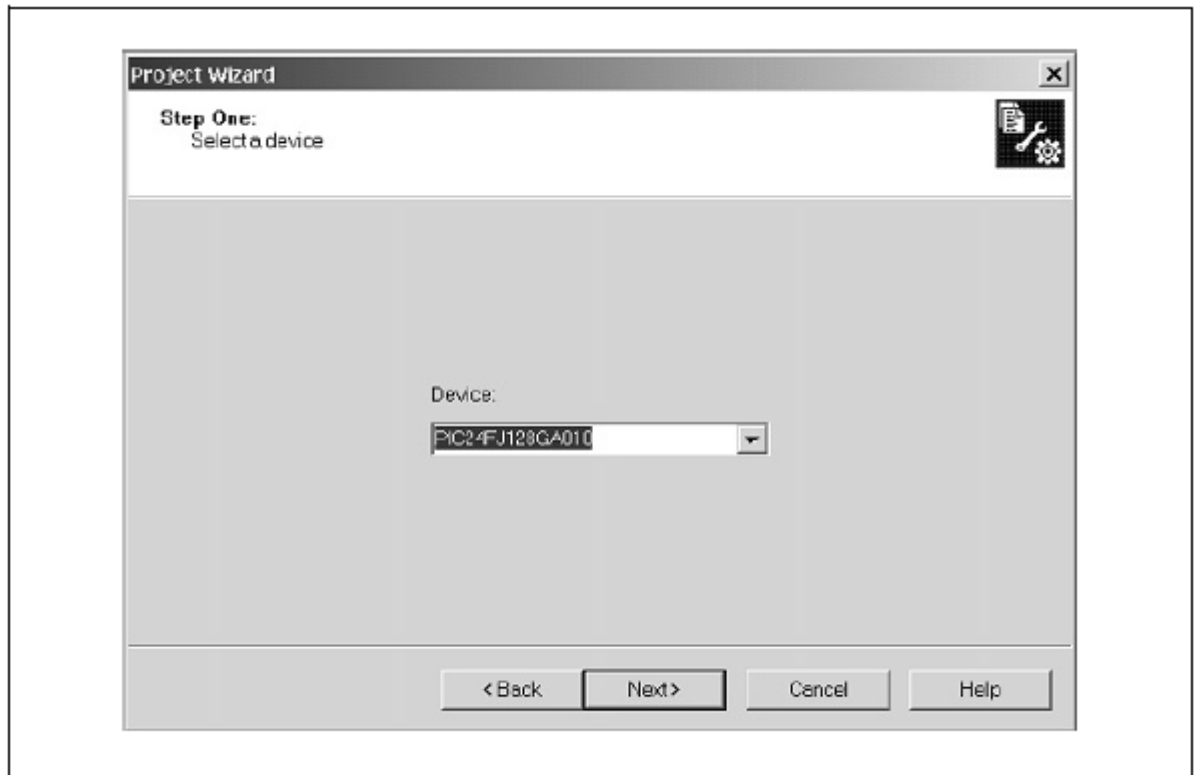 Project Wizard
Step One:
Select a device
Device:
PIC24FJ128GA010
<Back
Next>
Cancel
Help